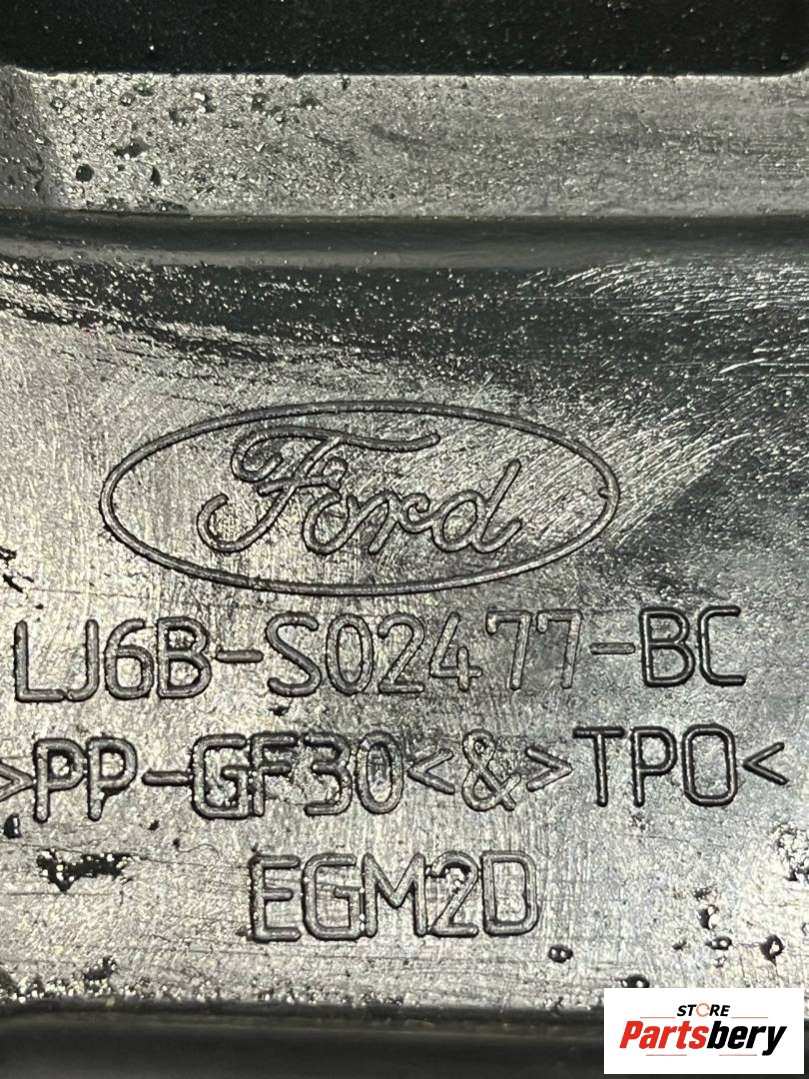 Ford
LJ6B-S02477-BC
>PP-GF30<&>TPO<
EGM2D
STORE
Partsbery